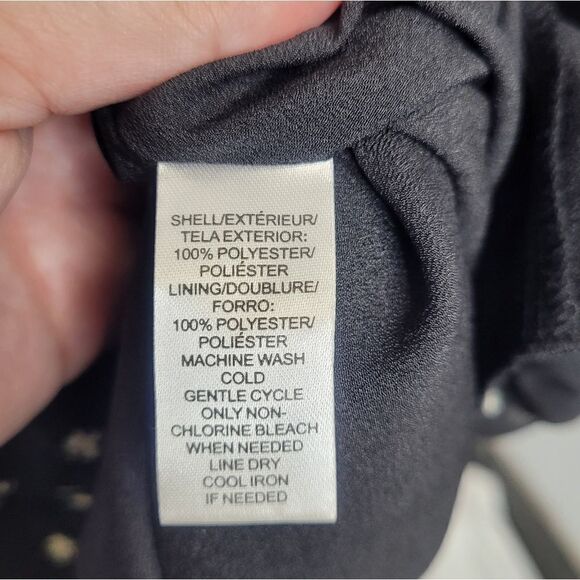 SHELL/EXTÉRIEUR/
TELA EXTERIOR:
100% POLYESTER/
POLIÉSTER
LINING/DOUBLURE/
FORRO:
100% POLYESTER/
POLIÉSTER
MACHINE WASH
COLD
GENTLE CYCLE
ONLY NON-
CHLORINE BLEACH
WHEN NEEDED
LINE DRY
COOL IRON
IF NEEDED